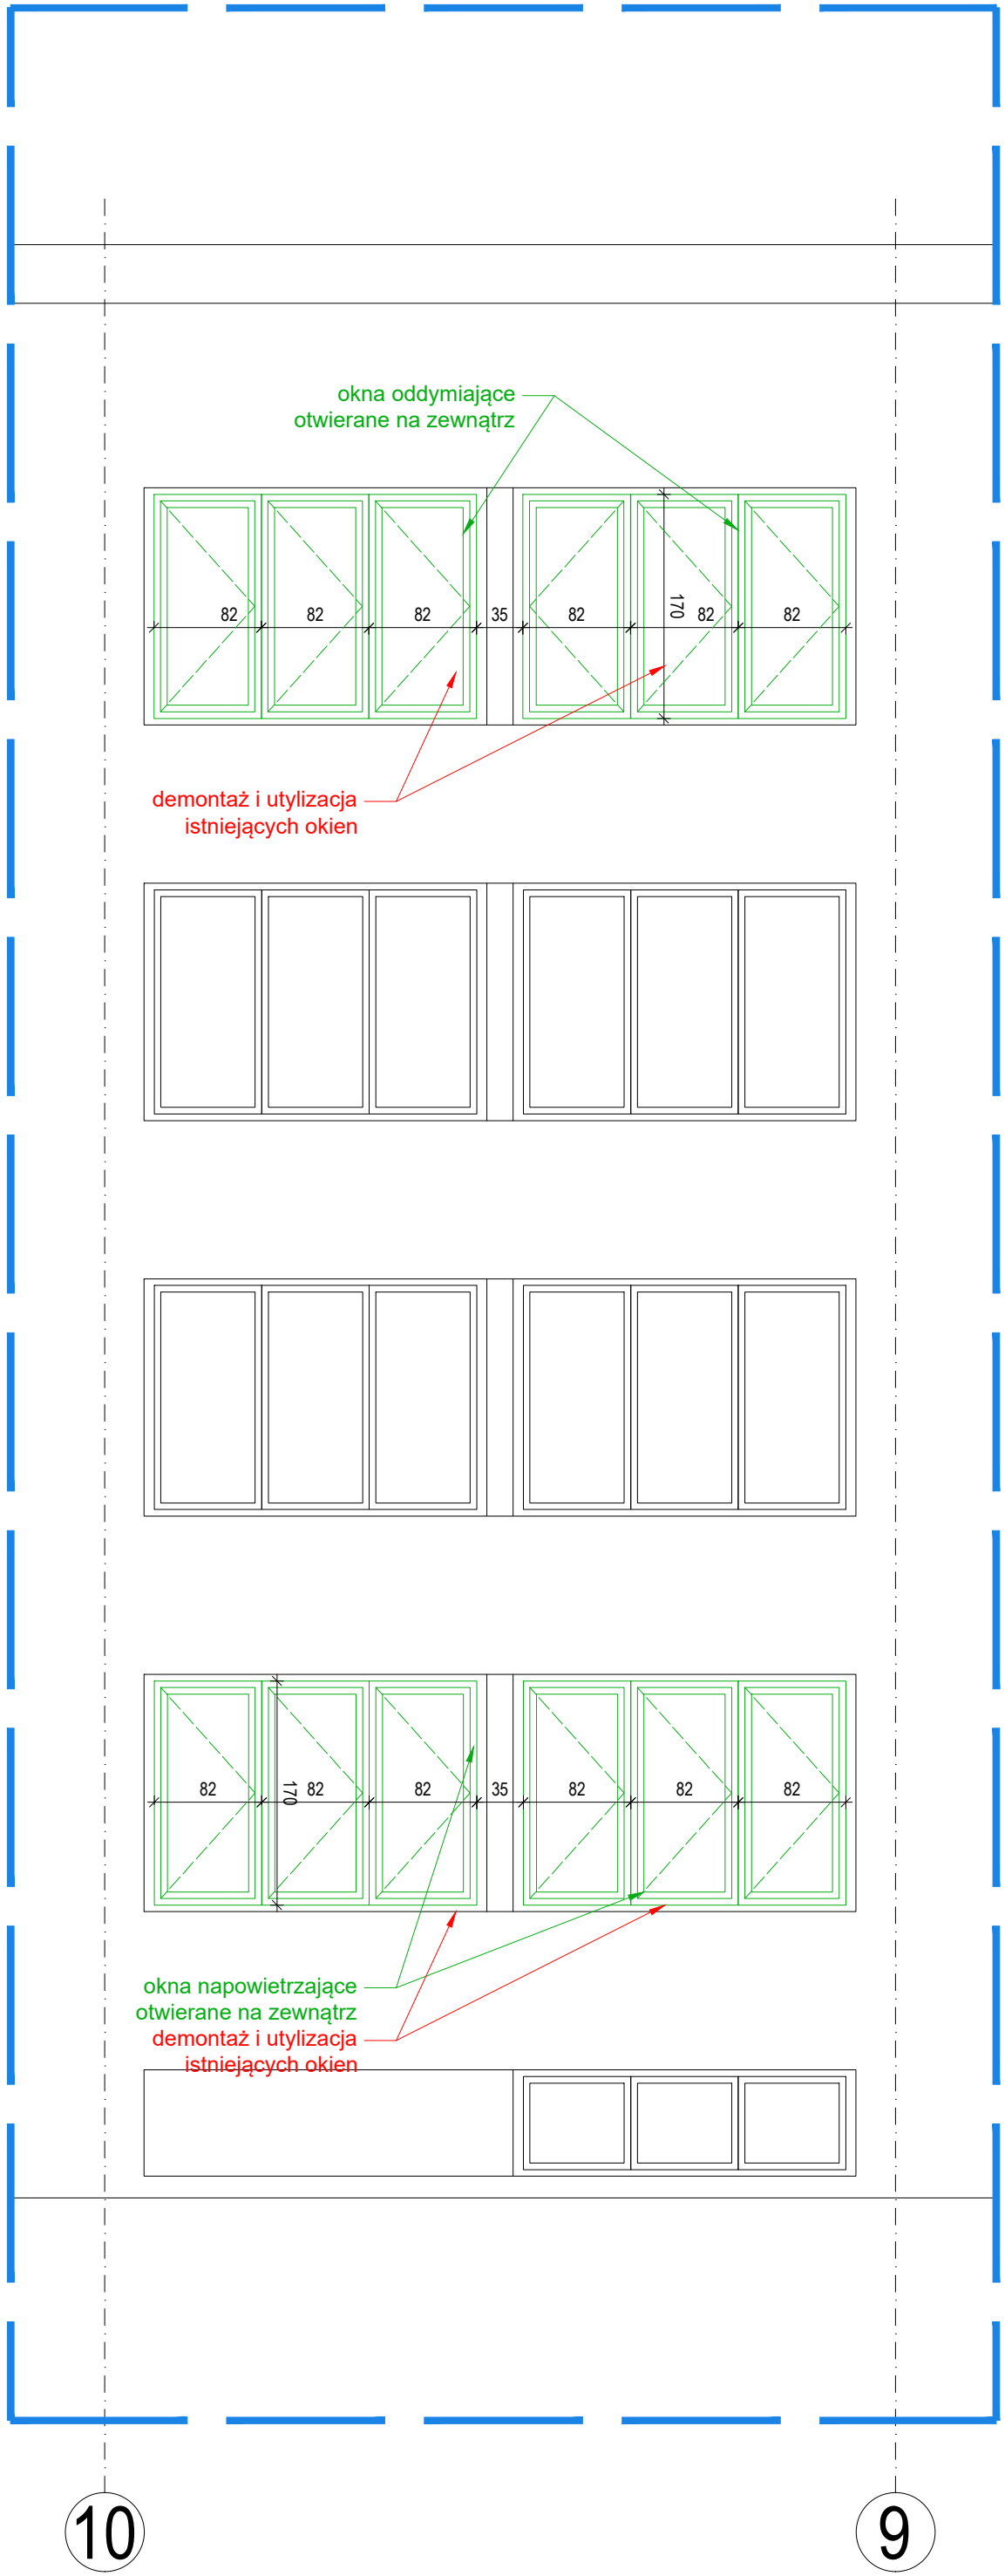 okna oddymiające
otwierane na zewnątrz
82 82 82 35 82 170 82 82
demontaż i utylizacja
istniejących okien
82 170 82 82 35 82 82 82
okna napowietrzające
otwierane na zewnątrz
demontaż i utylizacja
istniejących okien
10 9